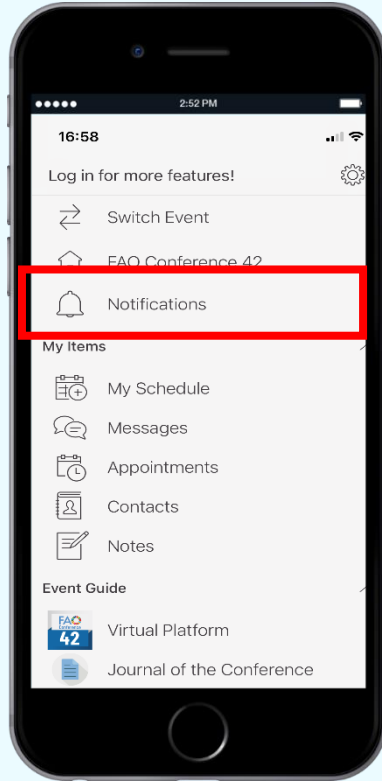 2:52 PM
16:58
Log in for more features!
Switch Event
FAO Conference 42
Notifications
My Items
My Schedule
Messages
Appointments
Contacts
Notes
Event Guide
FAO
Conference
42
Virtual Platform
Journal of the Conference